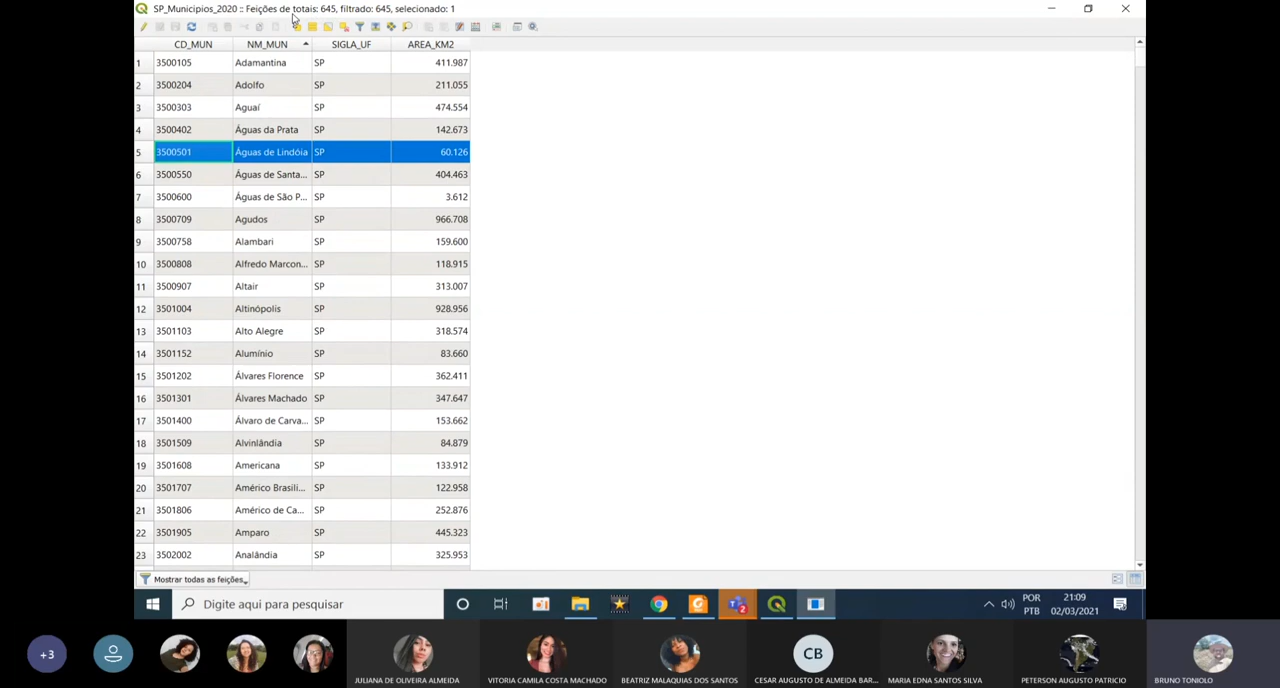 SP_Municipios_2020 :: Feições de totais: 645, filtrado: 645, selecionado: 1
CD_MUN NM_MUN SIGLA_UF AREA_KM2
1 3500105 Adamantina SP 411.987
2 3500204 Adolfo SP 211.055
3 3500303 Aguaí SP 474.554
4 3500402 Águas da Prata SP 142.673
5 3500501 Águas de Lindóia SP 60.126
6 3500550 Águas de Santa... SP 404.463
7 3500600 Águas de São P... SP 3.612
8 3500709 Agudos SP 966.708
9 3500758 Alambari SP 159.600
10 3500808 Alfredo Marcon... SP 118.915
11 3500907 Altair SP 313.007
12 3501004 Altinópolis SP 928.956
13 3501103 Alto Alegre SP 318.574
14 3501152 Alumínio SP 83.660
15 3501202 Álvares Florence SP 362.411
16 3501301 Álvares Machado SP 347.647
17 3501400 Álvaro de Carva... SP 153.662
18 3501509 Alvinlândia SP 84.879
19 3501608 Americana SP 133.912
20 3501707 Américo Brasili... SP 122.958
21 3501806 Américo de Ca... SP 252.876
22 3501905 Amparo SP 445.323
23 3502002 Analândia SP 325.953
Mostrar todas as feições
Digite aqui para pesquisar
2
POR
PTB
21:09
02/03/2021
+3
CB
JULIANA DE OLIVEIRA ALMEIDA
VITORIA CAMILA COSTA MACHADO
BEATRIZ MALAQUIAS DOS SANTOS
CESAR AUGUSTO DE ALMEIDA BAR...
MARIA EDNA SANTOS SILVA
PETERSON AUGUSTO PATRICIO
BRUNO TONIOLO